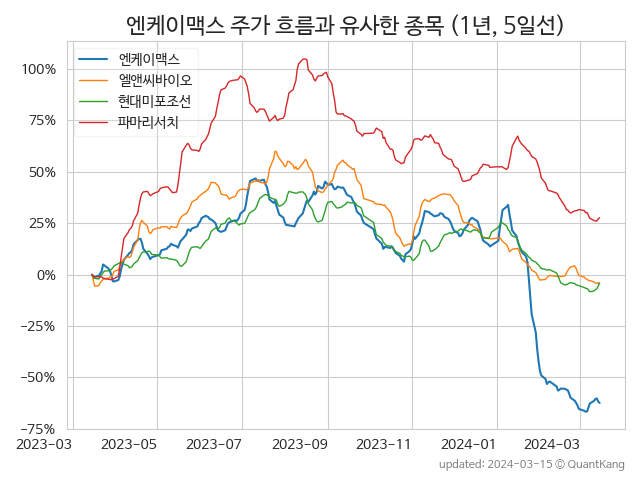 엔케이맥스 주가 흐름과 유사한 종목 (1년, 5일선)
엔케이맥스
엘앤씨바이오
현대미포조선
파마리서치
100%
75%
50%
25%
0%
−25%
−50%
−75%
2023-03 2023-05 2023-07 2023-09 2023-11 2024-01 2024-03
updated: 2024-03-15 © QuantKang